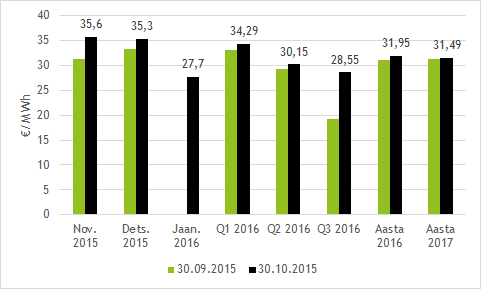 40
35
30
25
20
15
10
5
0
€/MWh
35,6
35,3
27,7
34,29
30,15
28,55
31,95
31,49
Nov. 2015
Dets. 2015
Jaan. 2016
Q1 2016
Q2 2016
Q3 2016
Aasta 2016
Aasta 2017
30.09.2015
30.10.2015